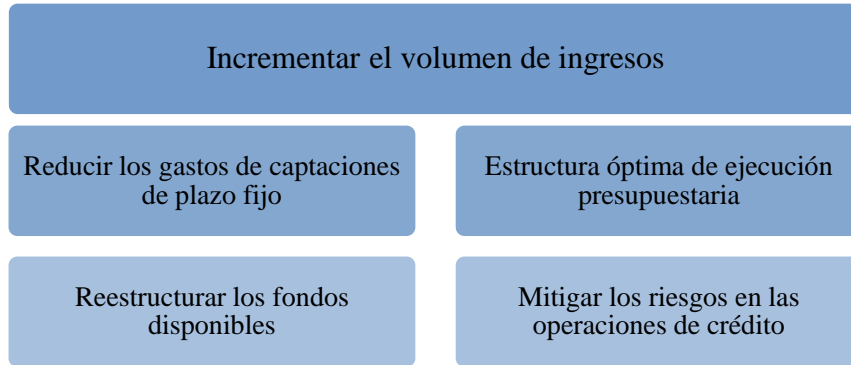 Incrementar el volumen de ingresos
Reducir los gastos de captaciones
de plazo fijo
Estructura óptima de ejecución
presupuestaria
Reestructurar los fondos
disponibles
Mitigar los riesgos en las
operaciones de crédito